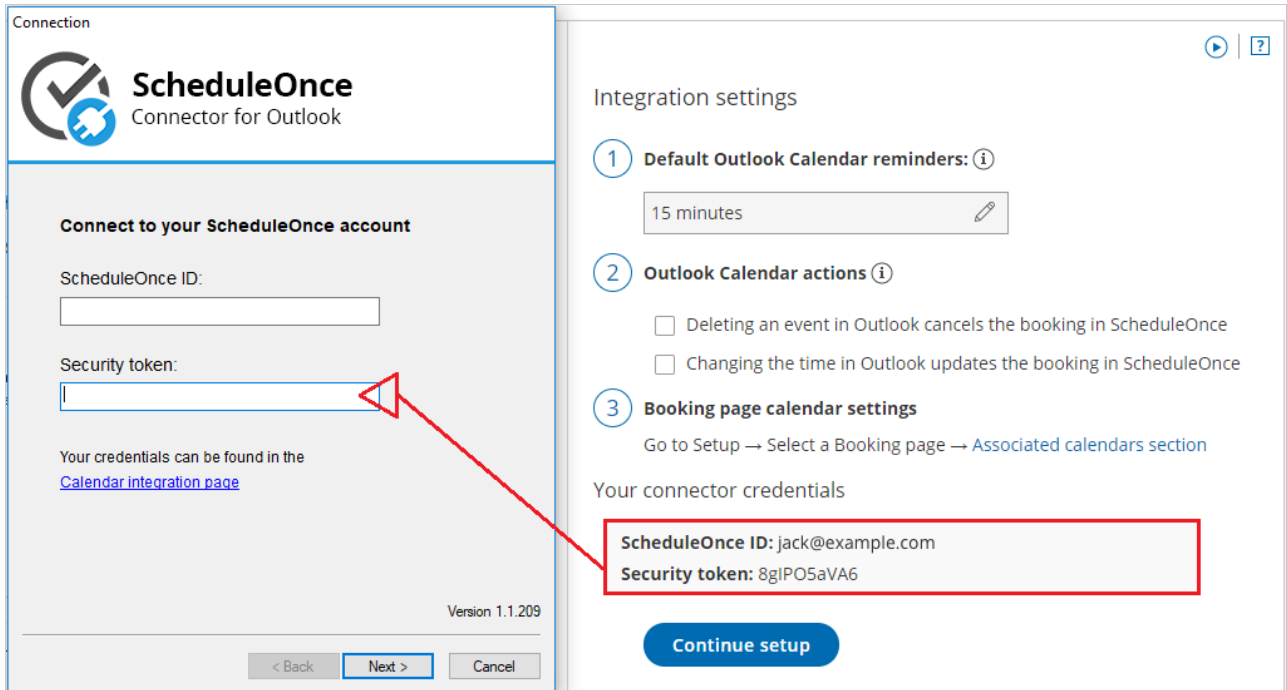 Connection
ScheduleOnce
Connector for Outlook
Connect to your ScheduleOnce account
ScheduleOnce ID:
Security token:
Your credentials can be found in the
Calendar integration page
Version 1.1.209
< Back
Next >
Cancel
?
Integration settings
1
Default Outlook Calendar reminders: i
15 minutes
2
Outlook Calendar actions i
Deleting an event in Outlook cancels the booking in ScheduleOnce
Changing the time in Outlook updates the booking in ScheduleOnce
3
Booking page calendar settings
Go to Setup → Select a Booking page → Associated calendars section
Your connector credentials
ScheduleOnce ID: jack@example.com
Security token: 8gIPO5aVA6
Continue setup